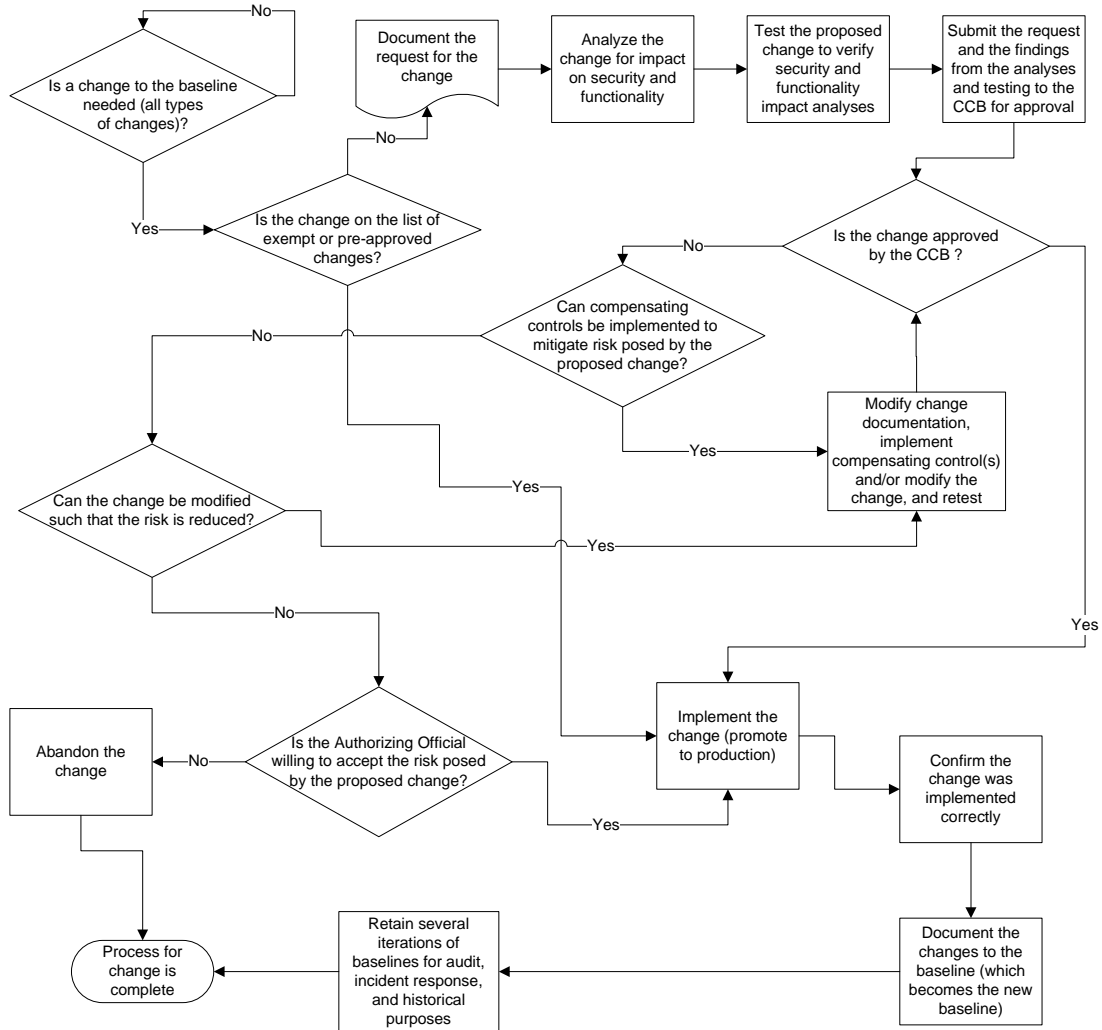 No
Is a change to the baseline
needed (all types
of changes)?
Yes
Document the
request for the
change
Analyze the
change for impact
on security and
functionality
Test the proposed
change to verify
security and
functionality
impact analyses
Submit the request
and the findings
from the analyses
and testing to the
CCB for approval
No
Is the change on the list of
exempt or pre-approved
changes?
Yes
Is the change approved
by the CCB ?
No
Yes
Can compensating
controls be implemented to
mitigate risk posed by the
proposed change?
No
Yes
Modify change
documentation,
implement
compensating control(s)
and/or modify the
change, and retest
Can the change be modified
such that the risk is reduced?
Yes
No
Is the Authorizing Official
willing to accept the risk posed
by the proposed change?
No
Yes
Abandon the
change
Implement the
change (promote
to production)
Confirm the
change was
implemented
correctly
Document the
changes to the
baseline (which
becomes the new
baseline)
Retain several
iterations of
baselines for audit,
incident response,
and historical
purposes
Process for
change is
complete